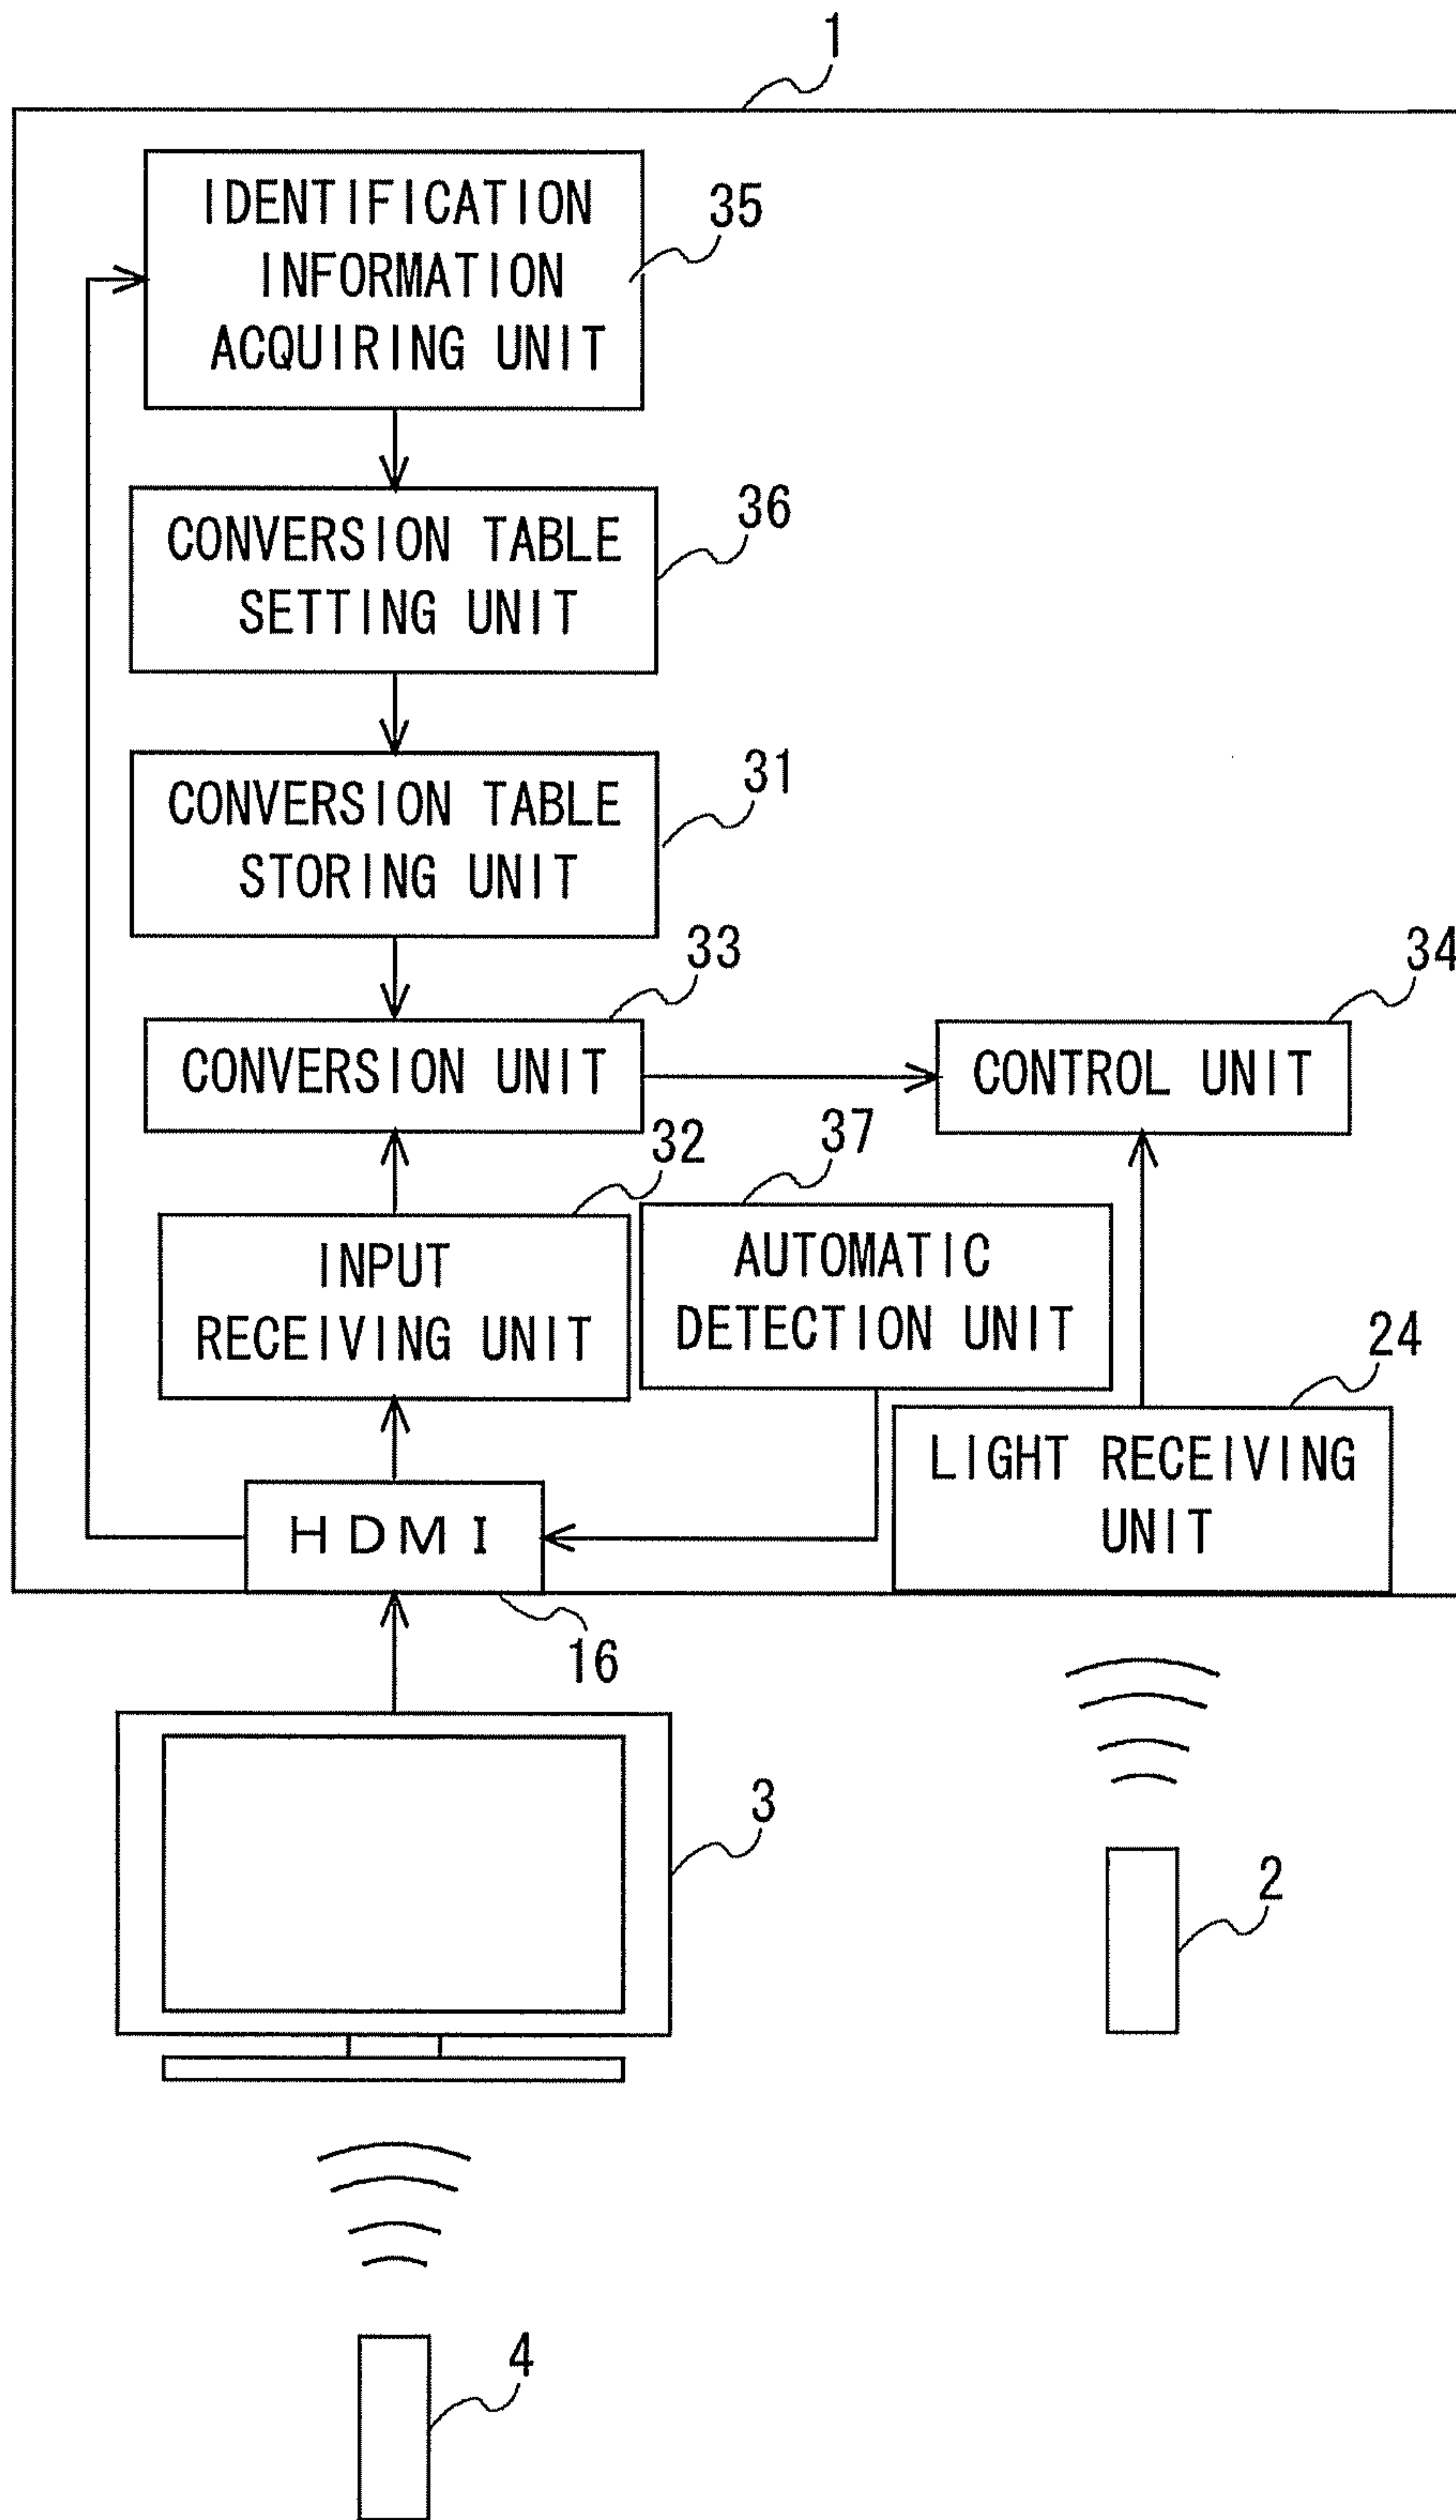 1
IDENTIFICATION
INFORMATION
ACQUIRING UNIT
35
CONVERSION TABLE
SETTING UNIT
36
CONVERSION TABLE
STORING UNIT
31
33
CONVERSION UNIT
34
CONTROL UNIT
32
INPUT
RECEIVING UNIT
37
AUTOMATIC
DETECTION UNIT
24
LIGHT RECEIVING
UNIT
HDMI
16
3
2
4